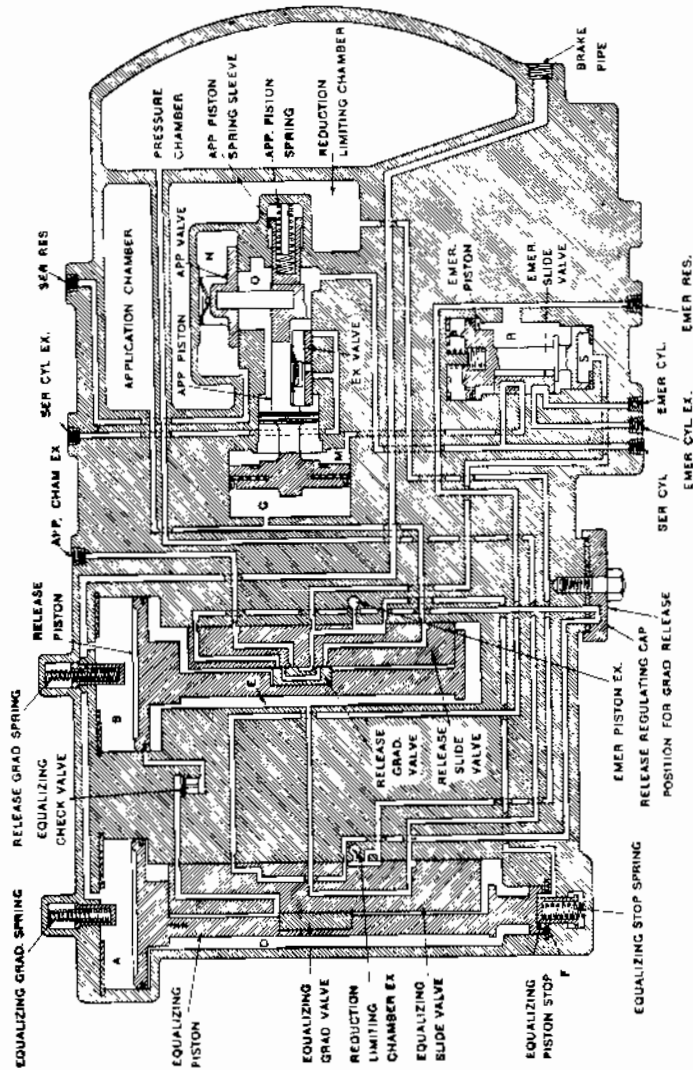 EQUALIZING GRAD. SPRING
RELEASE GRAD SPRING
EQUALIZING
CHECK VALVE
RELEASE
PISTON
APP. CHAM EX
SER CYL EX.
SER RES
APPLICATION CHAMBER
PRESSURE
CHAMBER
APP PISTON
SPRING SLEEVE
APP. PISTON
SPRING
REDUCTION
LIMITING CHAMBER
APP PISTON
APP VALVE
EX VALVE
BRAKE
PIPE
A
B
C
D
E
F
G
M
N
O
P
R
S
EMER.
PISTON
EMER.
SLIDE
VALVE
EQUALIZING
PISTON
EQUALIZING
GRAD VALVE
REDUCTION
LIMITING
CHAMBER EX
EQUALIZING
SLIDE VALVE
EQUALIZING
PISTON STOP
EQUALIZING STOP SPRING
RELEASE
GRAD.
VALVE
RELEASE
SLIDE
VALVE
EMER PISTON EX.
RELEASE REGULATING CAP
POSITION FOR GRAD RELEASE
SER CYL
EMER CYL EX.
EMER CYL
EMER RES.